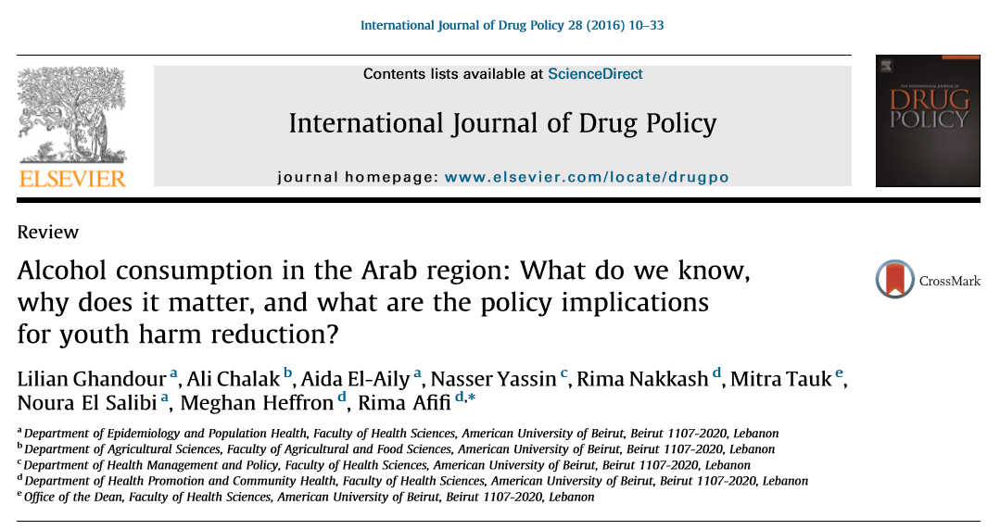 International Journal of Drug Policy 28 (2016) 10–33
Contents lists available at ScienceDirect
International Journal of Drug Policy
journal homepage: www.elsevier.com/locate/drugpo
ELSEVIER
THE INTERNATIONAL JOURNAL OF
DRUG
POLICY
Review
Alcohol consumption in the Arab region: What do we know,
why does it matter, and what are the policy implications
for youth harm reduction?
CrossMark
Lilian Ghandour a, Ali Chalak b, Aida El-Aily a, Nasser Yassin c, Rima Nakkash d, Mitra Tauk e,
Noura El Salibi a, Meghan Heffron d, Rima Afifi d,*
a Department of Epidemiology and Population Health, Faculty of Health Sciences, American University of Beirut, Beirut 1107-2020, Lebanon
b Department of Agricultural Sciences, Faculty of Agricultural and Food Sciences, American University of Beirut, Beirut 1107-2020, Lebanon
c Department of Health Management and Policy, Faculty of Health Sciences, American University of Beirut, Beirut 1107-2020, Lebanon
d Department of Health Promotion and Community Health, Faculty of Health Sciences, American University of Beirut, Beirut 1107-2020, Lebanon
e Office of the Dean, Faculty of Health Sciences, American University of Beirut, Beirut 1107-2020, Lebanon